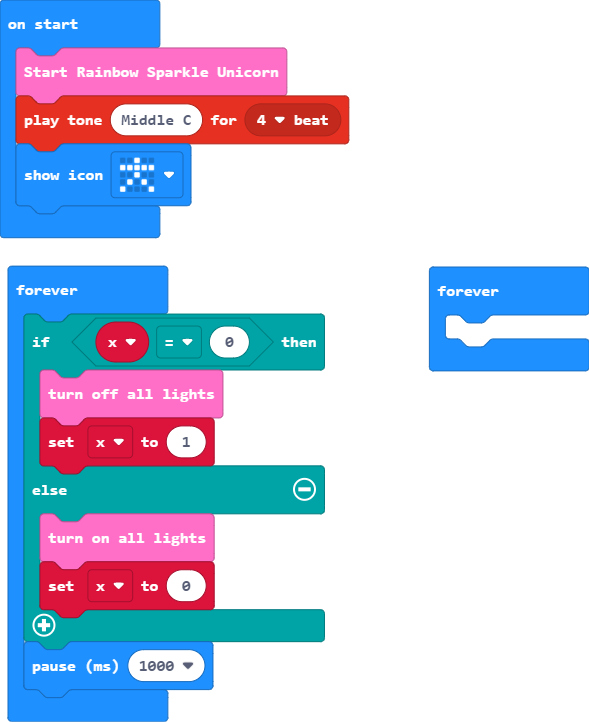 on start
Start Rainbow Sparkle Unicorn
play tone Middle C for 4 beat
show icon
forever
if x = 0 then
turn off all lights
set x to 1
else
turn on all lights
set x to 0
pause (ms) 1000
forever